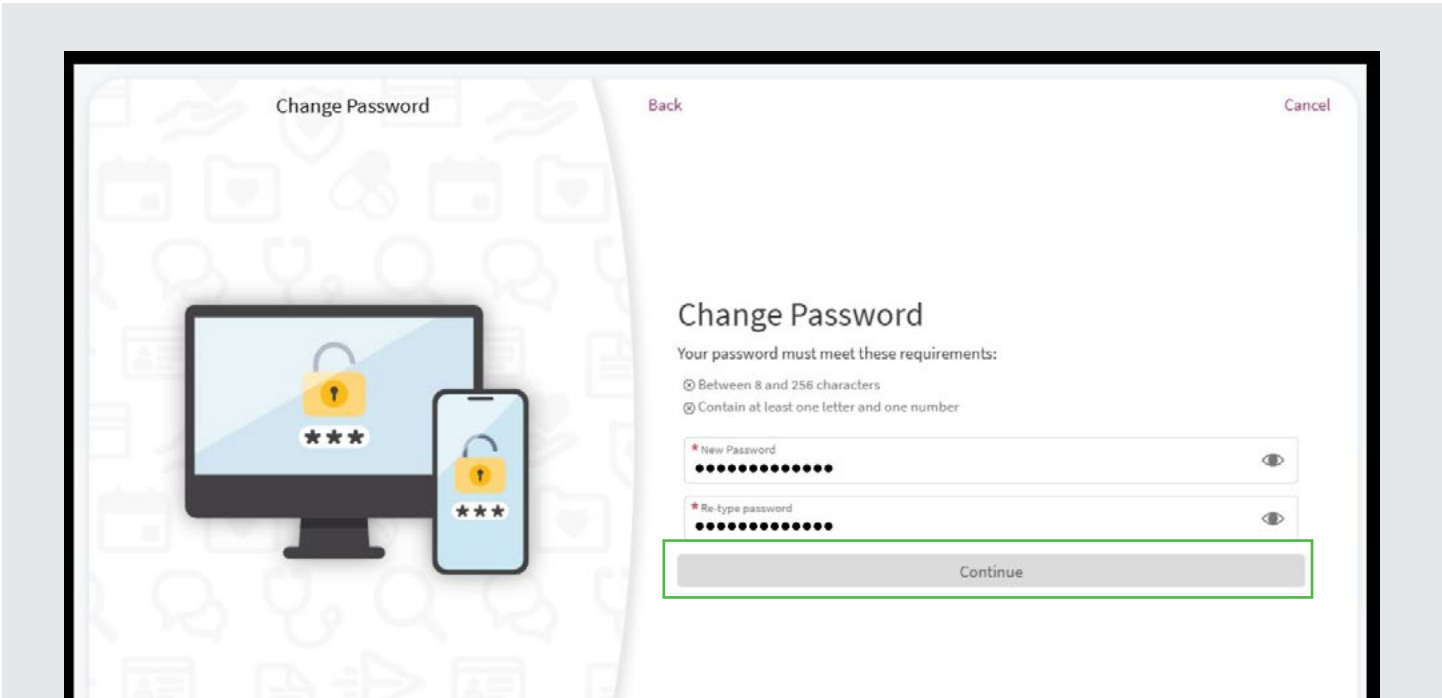 Change Password
Back
Cancel
Change Password
Your password must meet these requirements:
Between 8 and 256 characters
Contain at least one letter and one number
* New Password
●●●●●●●●●●●●●
* Re-type password
●●●●●●●●●●●●●
Continue
***
***